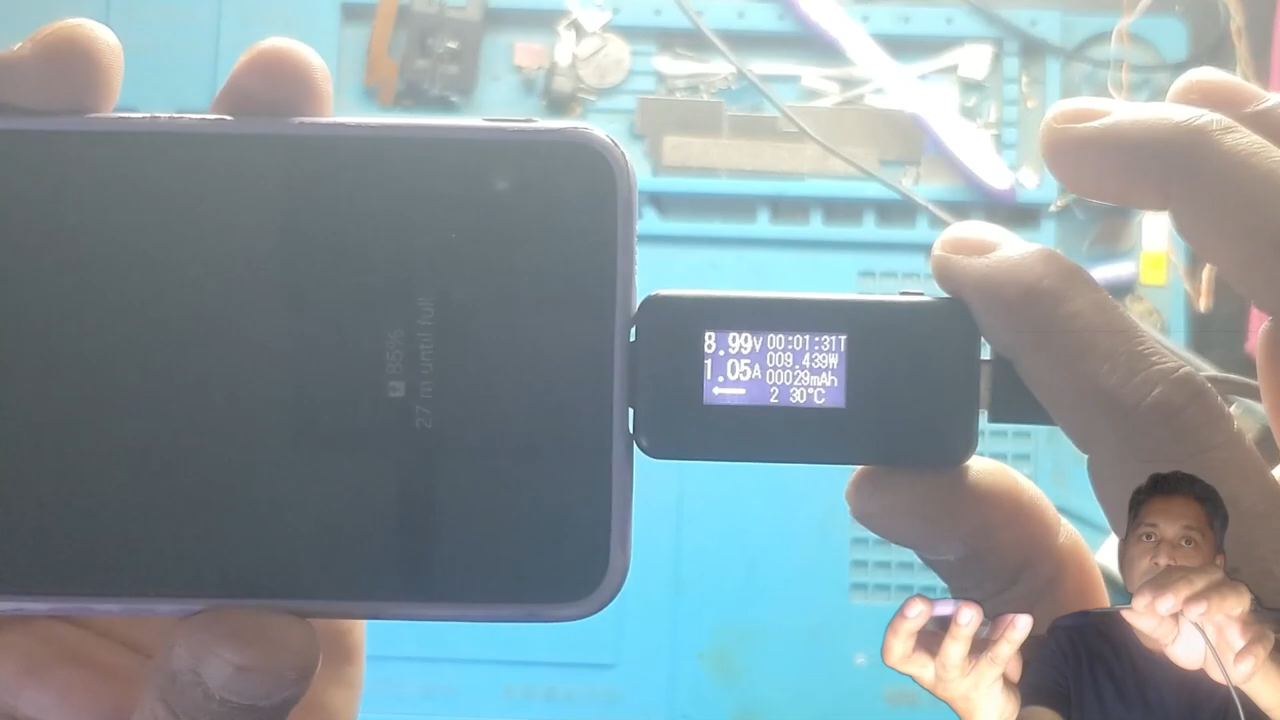 85%
27 m until full
8.99V 00:01:31T
009.439W
1.05A 00029mAh
2 30°C